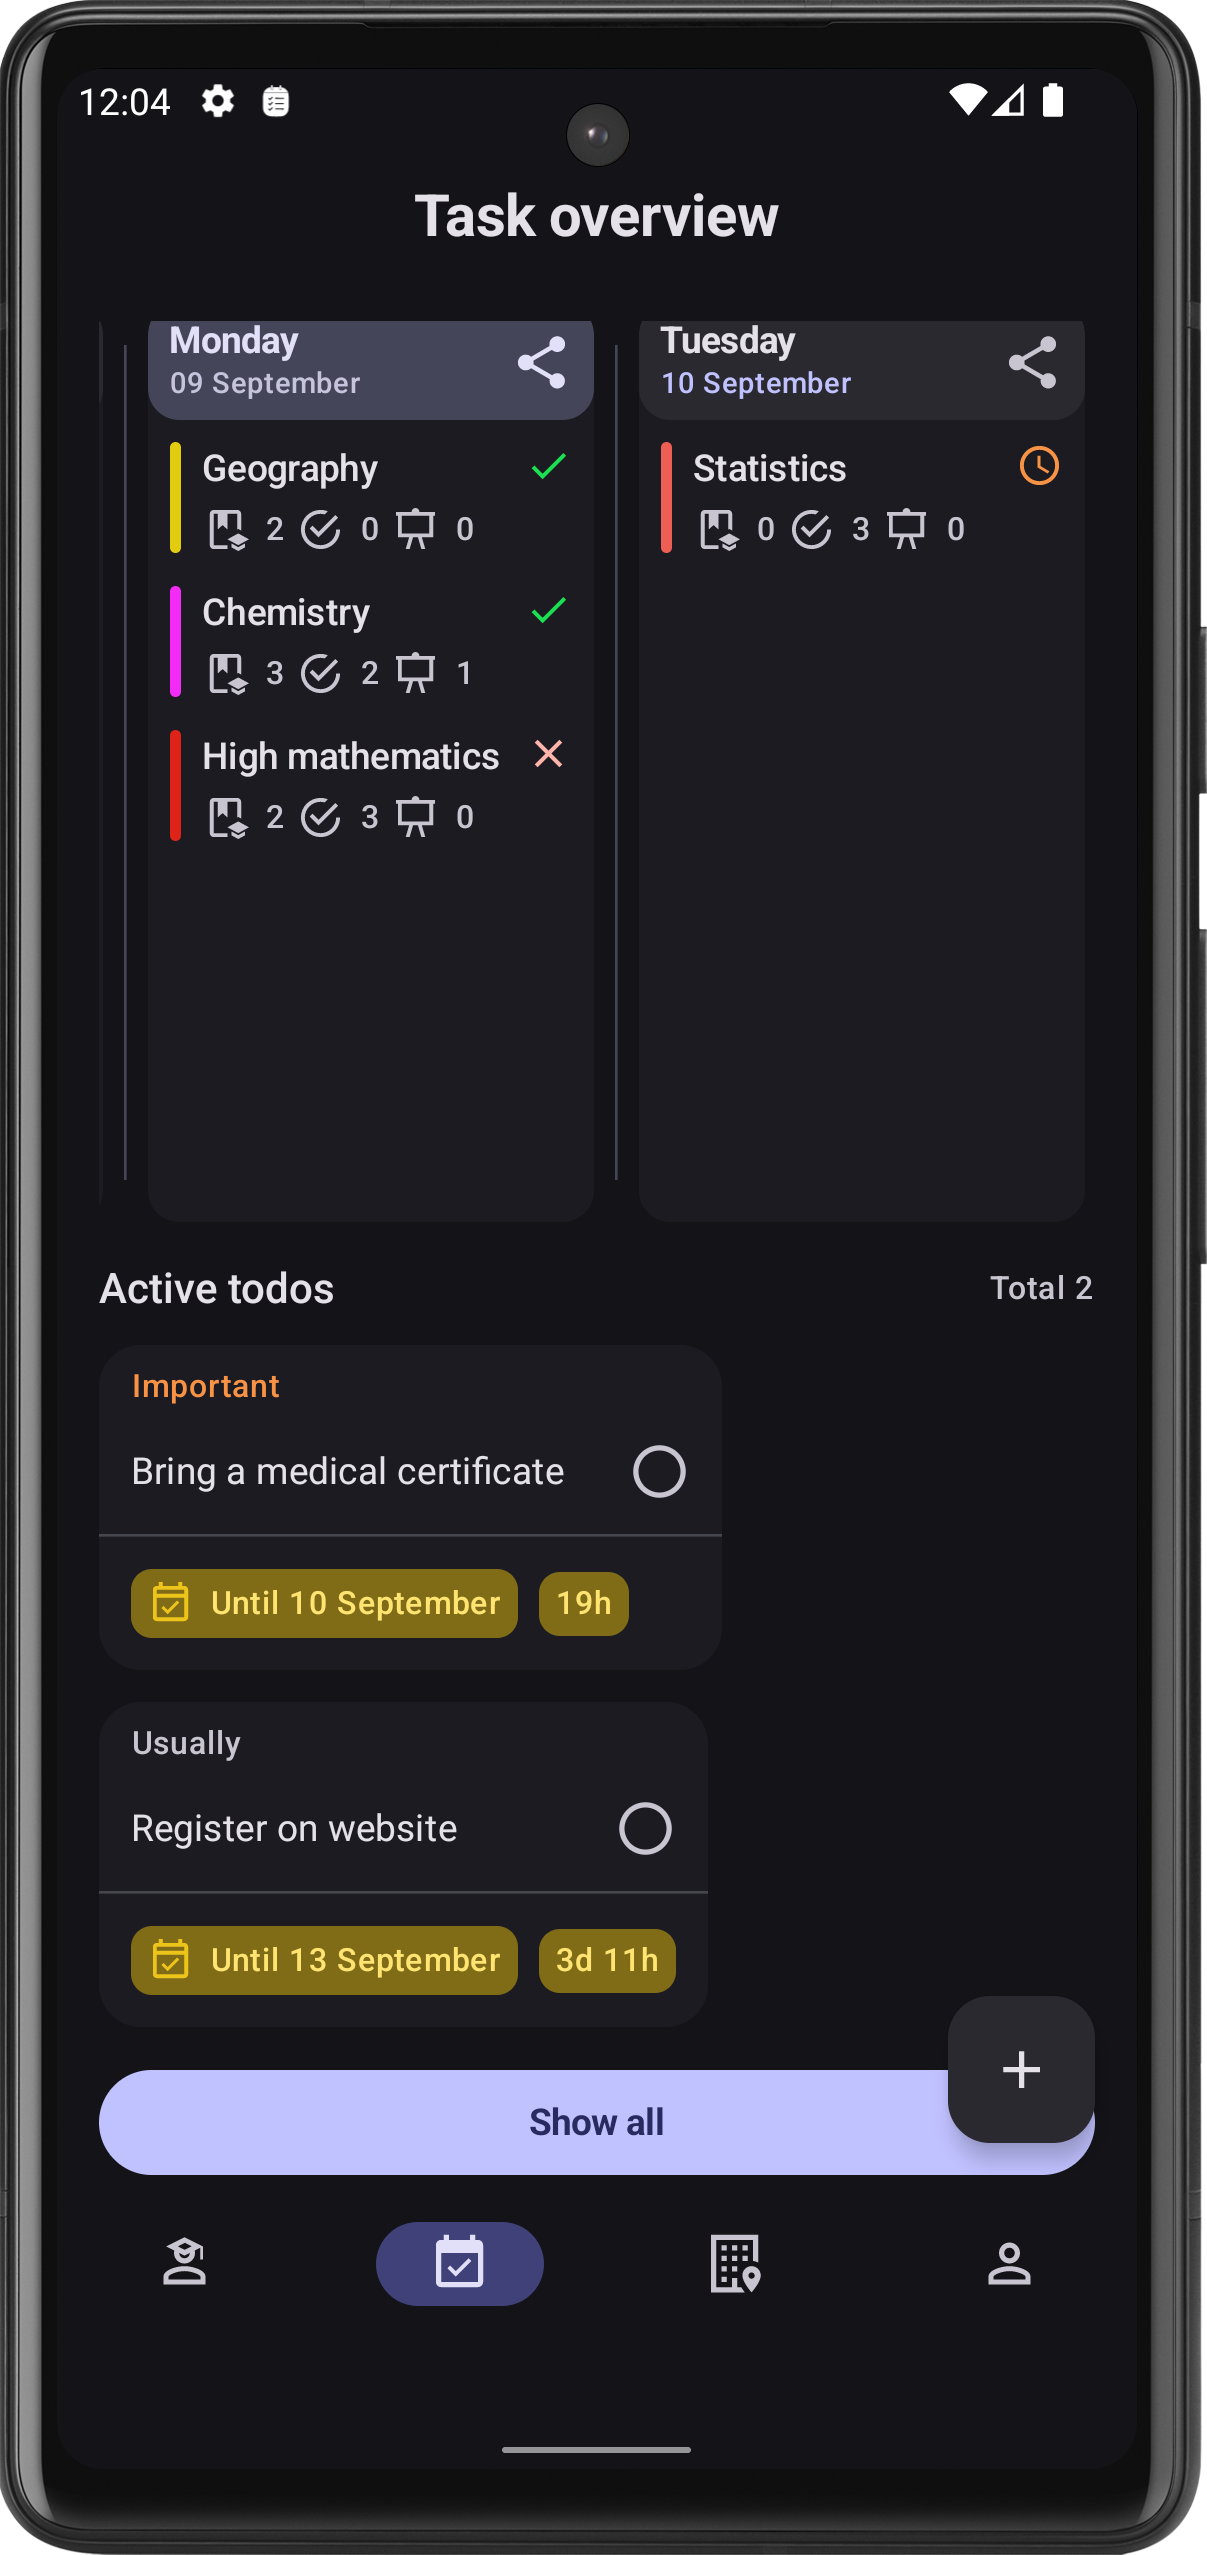 12:04
Task overview
Monday
09 September
Tuesday
10 September
Geography
2 0 0
Chemistry
3 2 1
High mathematics
2 3 0
Statistics
0 3 0
Active todos
Total 2
Important
Bring a medical certificate
Until 10 September
19h
Usually
Register on website
Until 13 September
3d 11h
Show all